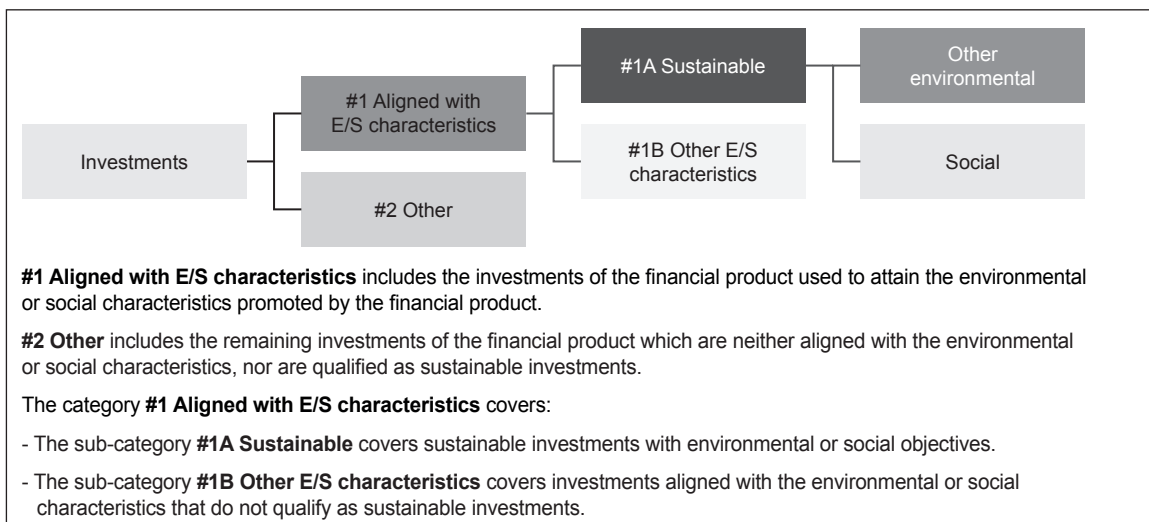 #1A Sustainable
Other
environmental
#1 Aligned with
E/S characteristics
Investments
#1B Other E/S
characteristics
Social
#2 Other
#1 Aligned with E/S characteristics includes the investments of the financial product used to attain the environmental
or social characteristics promoted by the financial product.
#2 Other includes the remaining investments of the financial product which are neither aligned with the environmental
or social characteristics, nor are qualified as sustainable investments.
The category #1 Aligned with E/S characteristics covers:
- The sub-category #1A Sustainable covers sustainable investments with environmental or social objectives.
- The sub-category #1B Other E/S characteristics covers investments aligned with the environmental or social
characteristics that do not qualify as sustainable investments.